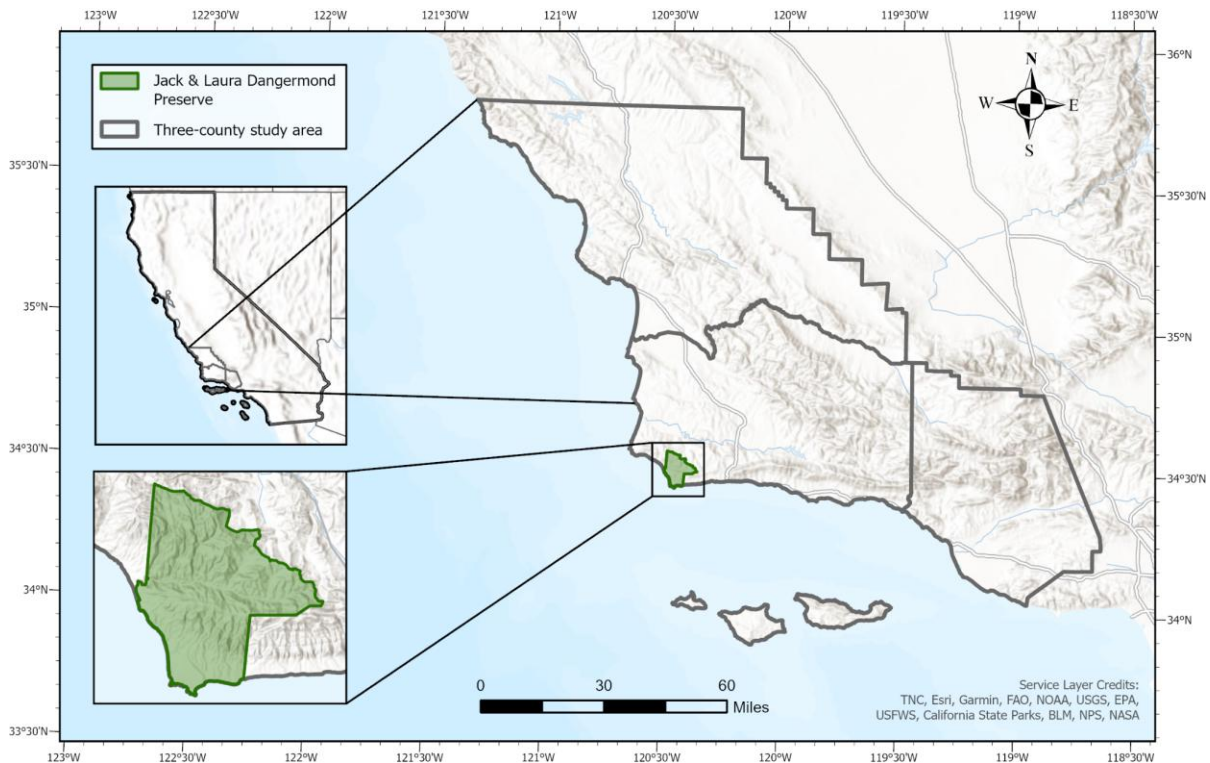 123°W 122°30'W 122°W 121°30'W 121°W 120°30'W 120°W 119°30'W 119°W 118°30'W
36°N
35°30'N
35°N
34°30'N
34°N
33°30'N
Jack & Laura Dangermond
Preserve
Three-county study area
N
W E
S
36°N
35°30'N
35°N
34°30'N
34°N
0 30 60
Miles
Service Layer Credits:
TNC, Esri, Garmin, FAO, NOAA, USGS, EPA,
USFWS, California State Parks, BLM, NPS, NASA
123°W 122°30'W 122°W 121°30'W 121°W 120°30'W 120°W 119°30'W 119°W 118°30'W